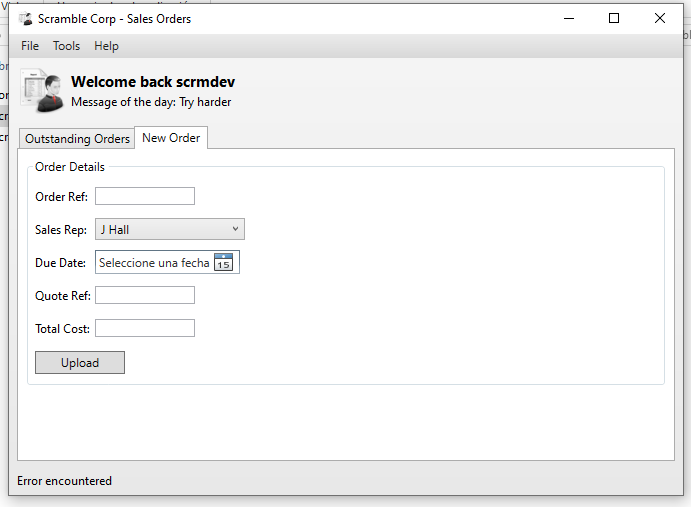 Scramble Corp - Sales Orders
File Tools Help
Welcome back scrmdev
Message of the day: Try harder
Outstanding Orders New Order
Order Details
Order Ref:
Sales Rep: J Hall
Due Date: Seleccione una fecha 15
Quote Ref:
Total Cost:
Upload
Error encountered